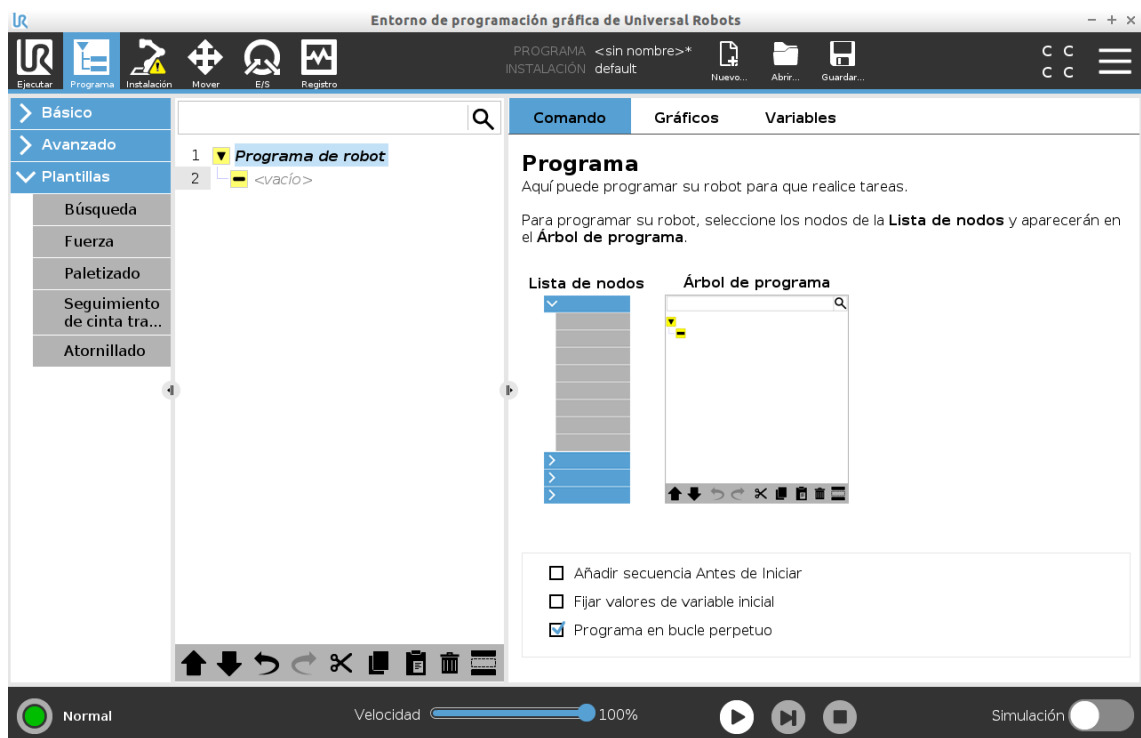 Entorno de programación gráfica de Universal Robots
Ejecutar
Programa
Instalación
Mover
E/S
Registro
PROGRAMA <sin nombre>*
INSTALACIÓN default
Nuevo...
Abrir...
Guardar...
C C
C C
Básico
Avanzado
Plantillas
Búsqueda
Fuerza
Paletizado
Seguimiento
de cinta tra...
Atornillado
1 Programa de robot
2 <vacío>
Comando Gráficos Variables
Programa
Aquí puede programar su robot para que realice tareas.
Para programar su robot, seleccione los nodos de la Lista de nodos y aparecerán en
el Árbol de programa.
Lista de nodos
Árbol de programa
Añadir secuencia Antes de Iniciar
Fijar valores de variable inicial
Programa en bucle perpetuo
Normal
Velocidad 100%
Simulación